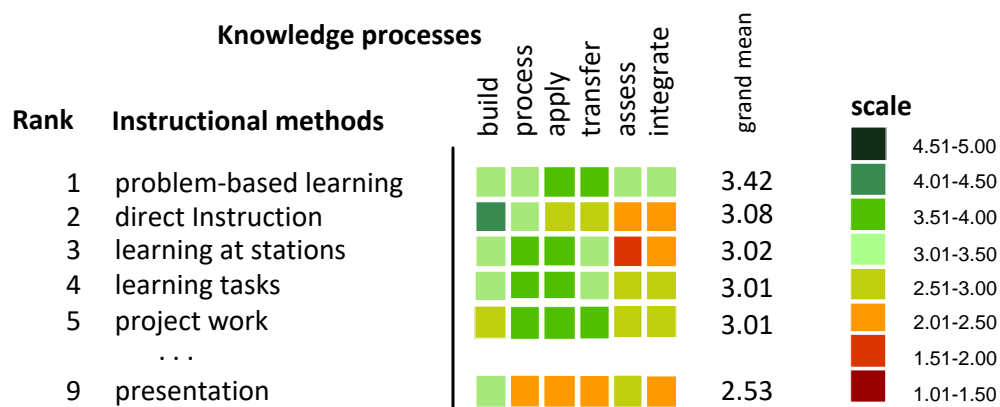 Knowledge processes
build
process
apply
transfer
assess
integrate
grand mean
scale
Rank Instructional methods
1 problem-based learning 3.42
2 direct Instruction 3.08
3 learning at stations 3.02
4 learning tasks 3.01
5 project work 3.01
. . .
9 presentation 2.53
4.51-5.00
4.01-4.50
3.51-4.00
3.01-3.50
2.51-3.00
2.01-2.50
1.51-2.00
1.01-1.50